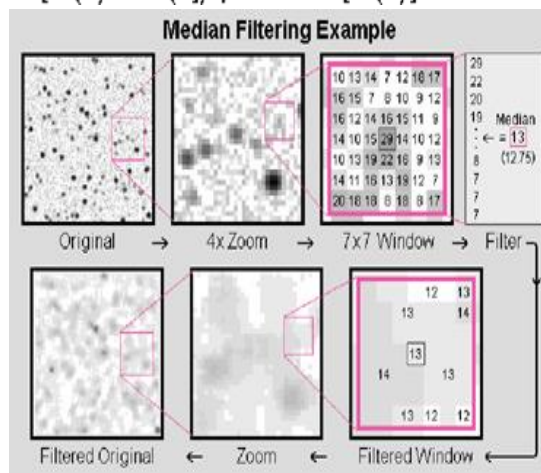 Median Filtering Example
10 13 14 7 12 18 17
16 15 7 8 10 9 12
12 14 16 15 11 9
14 10 15 29 14 10 12
10 13 19 22 16 9 13
14 11 16 13 19 12 7
20 18 18 8 18 8 17
29
22
20
19
:
8
7
7
7
Median
← ≡ 13
(12.75)
Original → 4x Zoom → 7x7 Window → Filter
12 13
13 14
13
14 13
13 12 12
Filtered Original ← Zoom ← Filtered Window